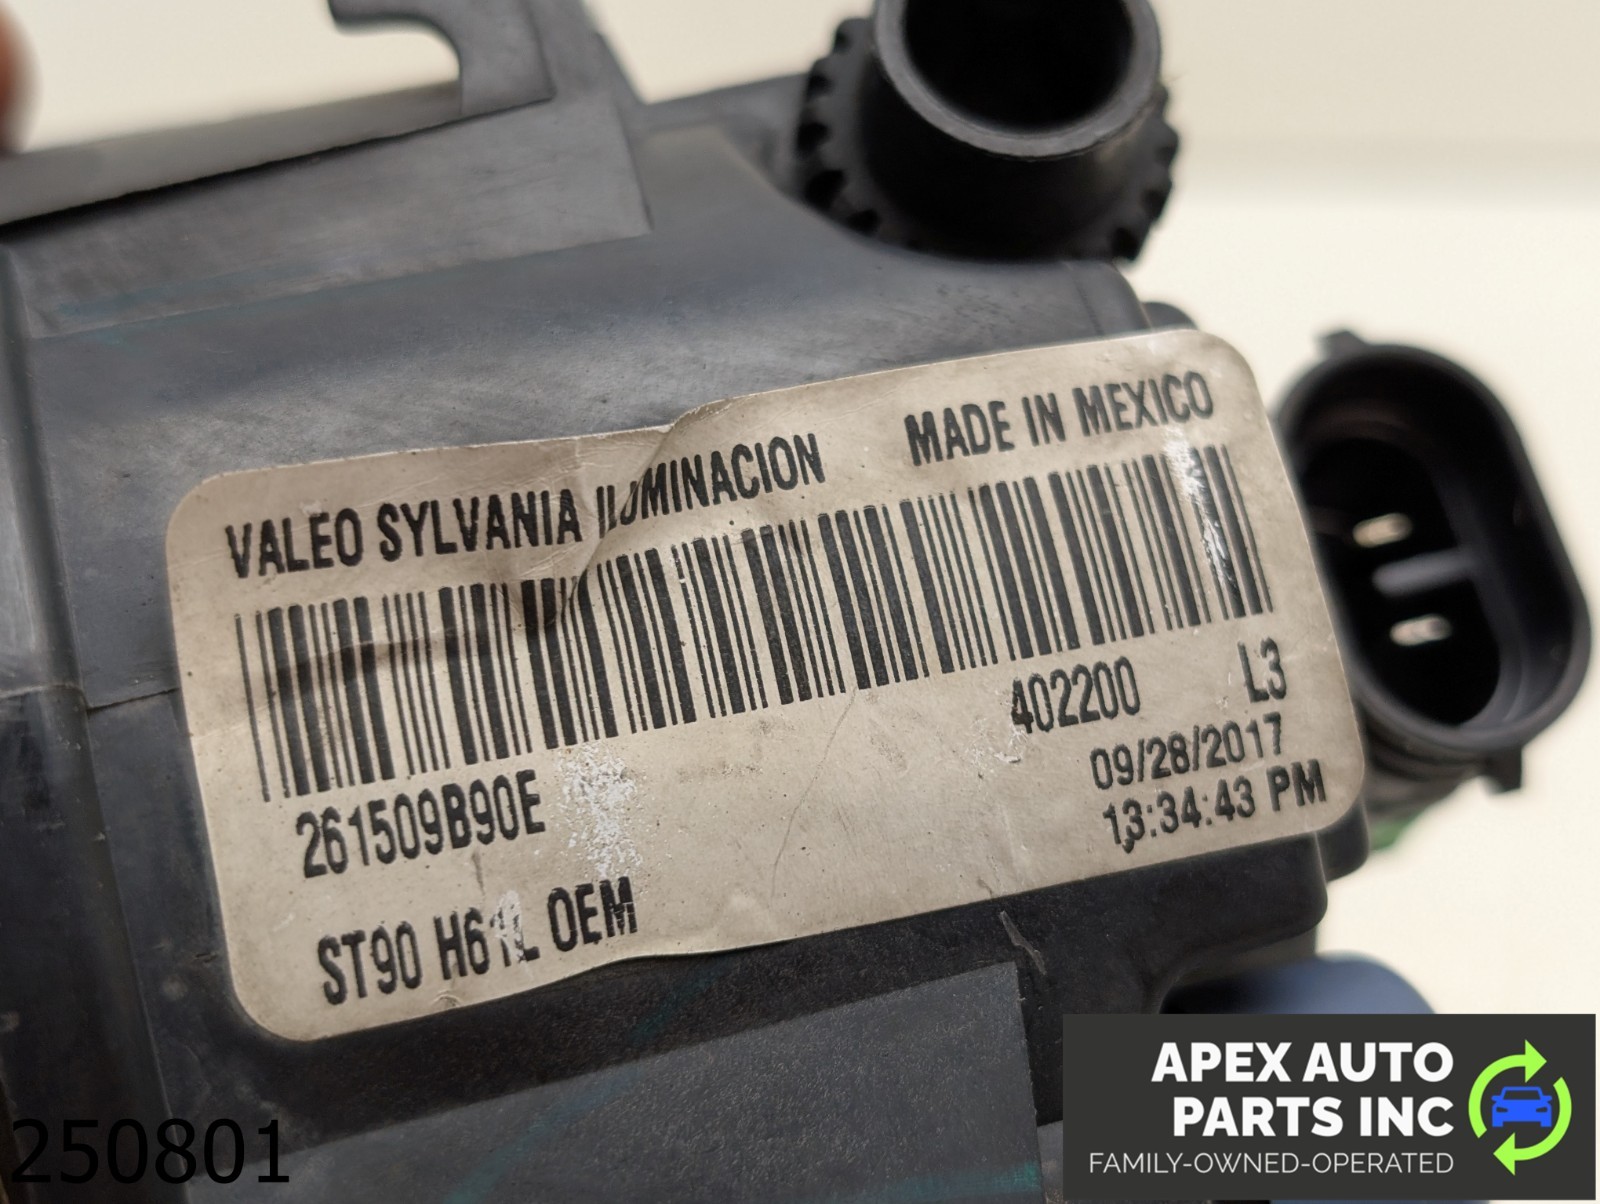 VALEO SYLVANIA ILUMINACION MADE IN MEXICO
402200 L3
261509B90E
09/28/2017
13:34:43 PM
ST90 H61L OEM
250801
APEX AUTO
PARTS INC
FAMILY-OWNED-OPERATED